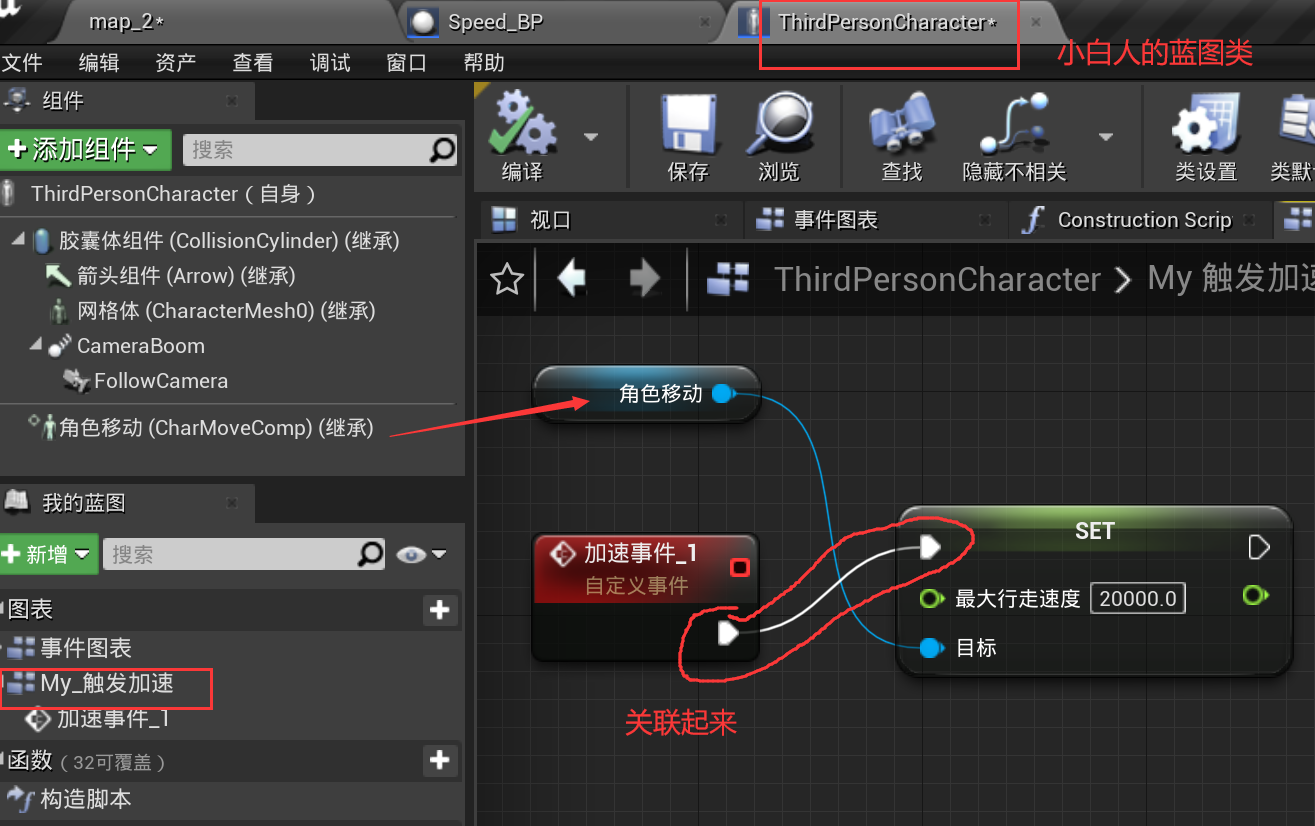 map_2*
Speed_BP
ThirdPersonCharacter*
小白人的蓝图类
文件 编辑 资产 查看 调试 窗口 帮助
组件
添加组件
搜索
编译
保存
浏览
查找
隐藏不相关
类设置
ThirdPersonCharacter ( 自身 )
视口
事件图表
Construction Scrip
胶囊体组件 (CollisionCylinder) (继承)
箭头组件 (Arrow) (继承)
网格体 (CharacterMesh0) (继承)
CameraBoom
FollowCamera
角色移动 (CharMoveComp) (继承)
ThirdPersonCharacter
My 触发加
角色移动
我的蓝图
新增
搜索
加速事件_1
自定义事件
SET
最大行走速度 20000.0
目标
关联起来
图表
事件图表
My_触发加速
加速事件_1
函数 ( 32可覆盖 )
构造脚本